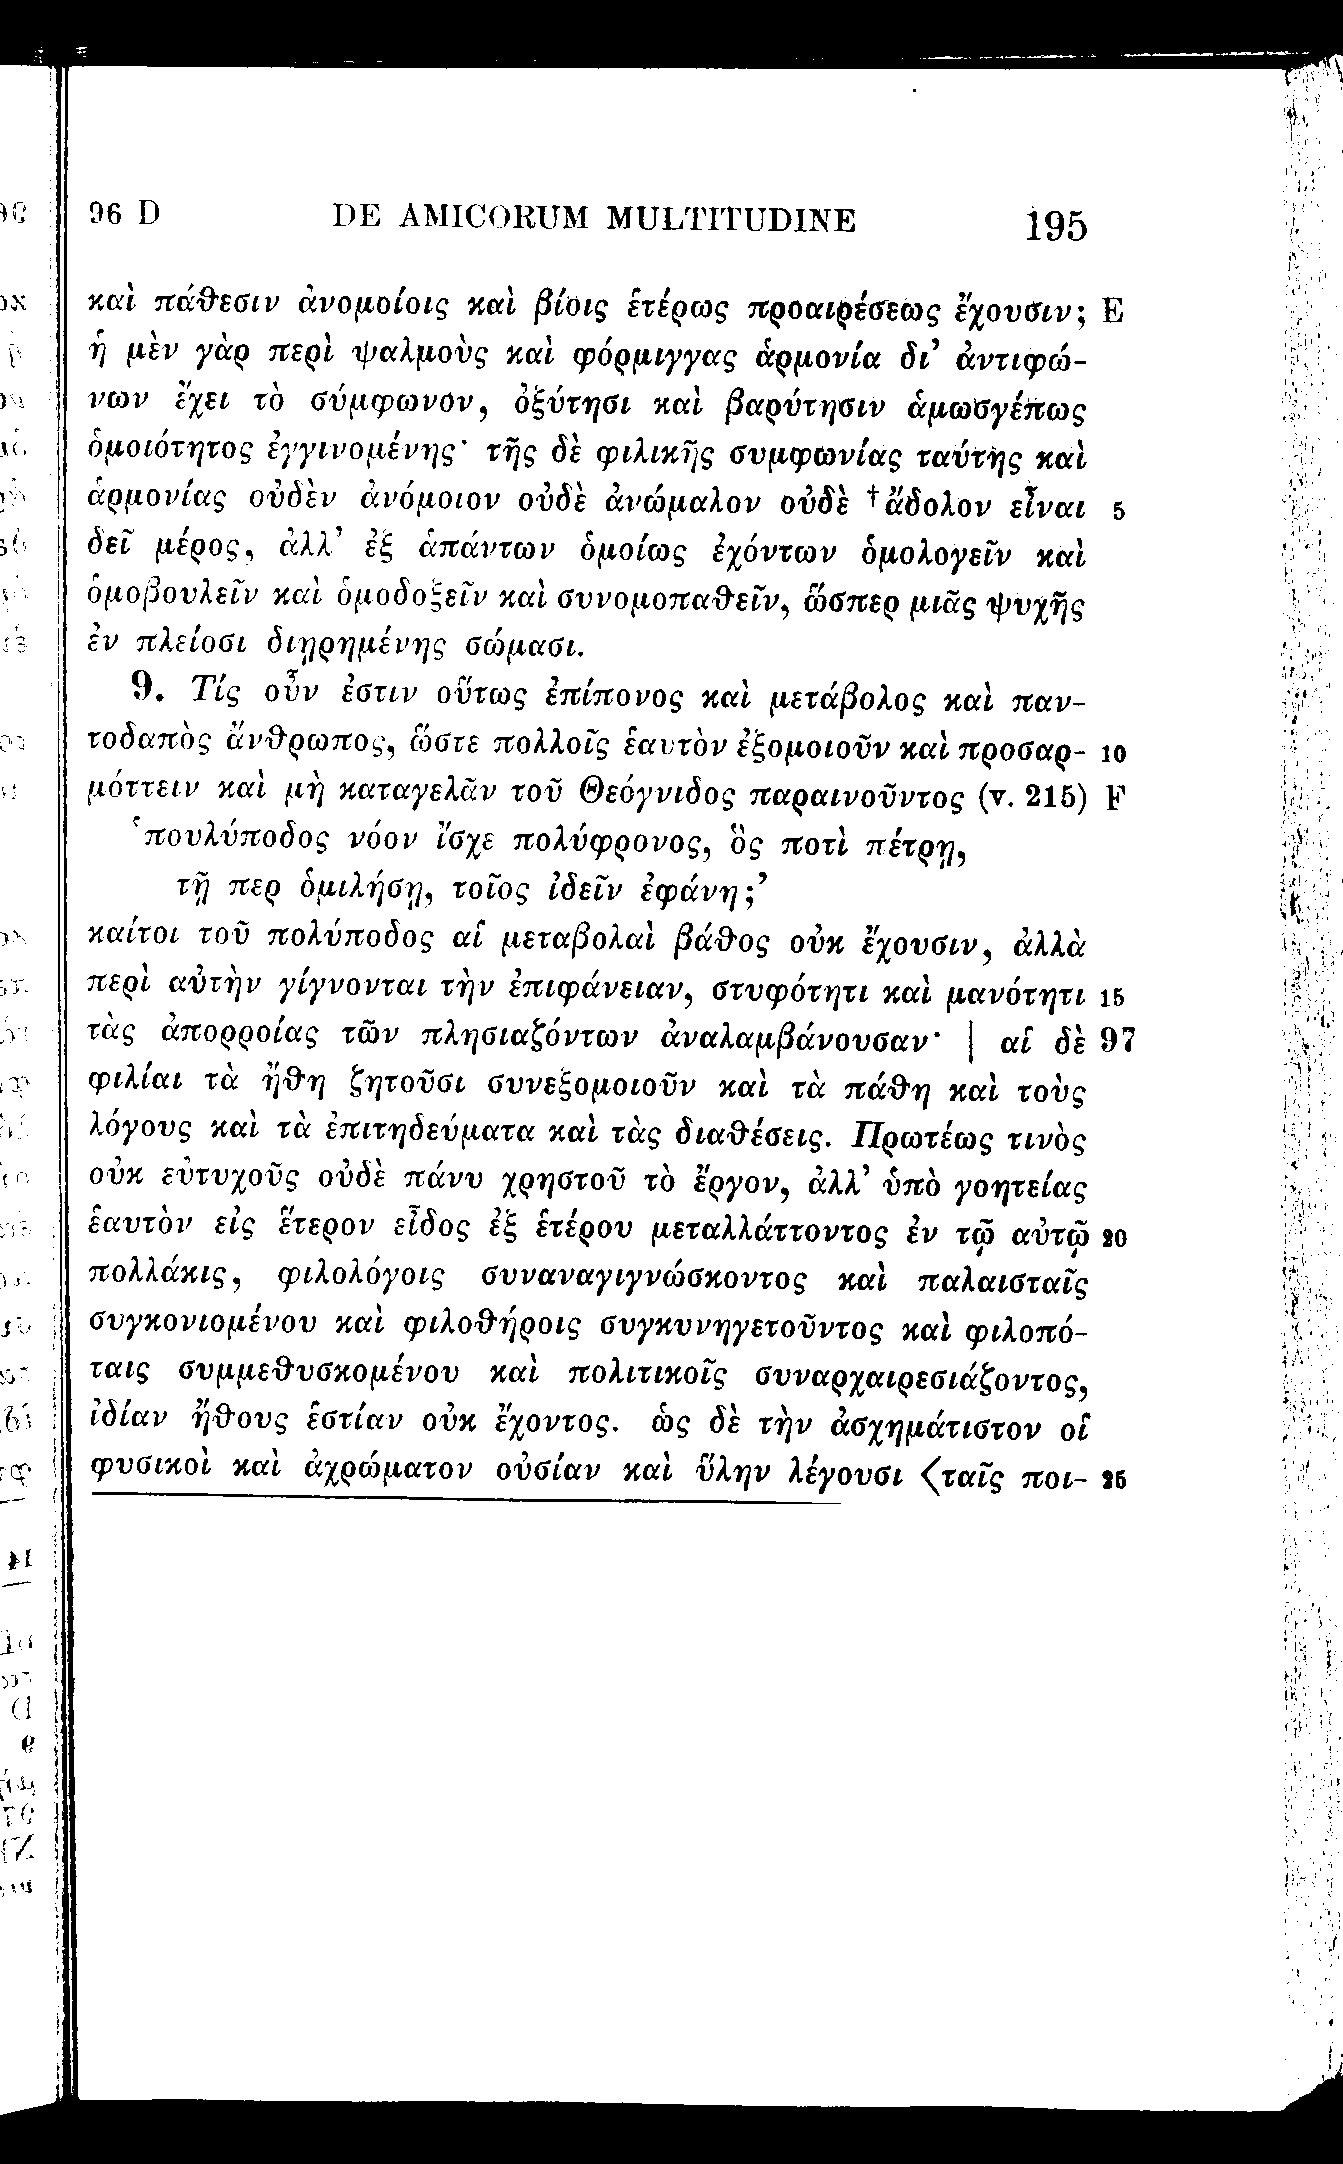 96 D DE AMICORUM MULTITUDINE 195
καὶ πάθεσιν ἀνομοίοις καὶ βίοις ἑτέρως προαιρέσεως ἔχουσιν; E
ἡ μὲν γὰρ περὶ ψαλμοὺς καὶ φόρμιγγας ἁρμονία δι’ ἀντιφώ-
νων ἔχει τὸ σύμφωνον, ὀξύτησι καὶ βαρύτησιν ἁμωσγέπως
ὁμοιότητος ἐγγινομένης· τῆς δὲ φιλικῆς συμφωνίας ταύτης καὶ
ἁρμονίας οὐδὲν ἀνόμοιον οὐδὲ ἀνώμαλον οὐδὲ †ἄδολον εἶναι 5
δεῖ μέρος, ἀλλ’ ἐξ ἁπάντων ὁμοίως ἐχόντων ὁμολογεῖν καὶ
ὁμοβουλεῖν καὶ ὁμοδοξεῖν καὶ συνομοπαθεῖν, ὥσπερ μιᾶς ψυχῆς
ἐν πλείοσι διῃρημένης σώμασι.
9. Τίς οὖν ἐστιν οὕτως ἐπίπονος καὶ μετάβολος καὶ παν-
τοδαπὸς ἄνθρωπος, ὥστε πολλοῖς ἑαυτὸν ἐξομοιοῦν καὶ προσαρ- 10
μόττειν καὶ μὴ καταγελᾶν τοῦ Θεόγνιδος παραινοῦντος (v. 215) F
‘πουλύποδος νόον ἴσχε πολύφρονος, ὃς ποτὶ πέτρῃ,
τῇ περ ὁμιλήσῃ, τοῖος ἰδεῖν ἐφάνη;’
καίτοι τοῦ πολύποδος αἱ μεταβολαὶ βάθος οὐκ ἔχουσιν, ἀλλὰ
περὶ αὐτὴν γίγνονται τὴν ἐπιφάνειαν, στυφότητι καὶ μανότητι 15
τὰς ἀπορροίας τῶν πλησιαζόντων ἀναλαμβάνουσαν· | αἱ δὲ 97
φιλίαι τὰ ἤθη ζητοῦσι συνεξομοιοῦν καὶ τὰ πάθη καὶ τοὺς
λόγους καὶ τὰ ἐπιτηδεύματα καὶ τὰς διαθέσεις. Πρωτέως τινὸς
οὐκ εὐτυχοῦς οὐδὲ πάνυ χρηστοῦ τὸ ἔργον, ἀλλ’ ὑπὸ γοητείας
ἑαυτὸν εἰς ἕτερον εἶδος ἐξ ἑτέρου μεταλλάττοντος ἐν τῷ αὐτῷ 20
πολλάκις, φιλολόγοις συναναγιγνώσκοντος καὶ παλαισταῖς
συγκονιομένου καὶ φιλοθήροις συγκυνηγετοῦντος καὶ φιλοπό-
ταις συμμεθυσκομένου καὶ πολιτικοῖς συναρχαιρεσιάζοντος,
ἰδίαν ἤθους ἑστίαν οὐκ ἔχοντος. ὡς δὲ τὴν ἀσχημάτιστον οἱ
φυσικοὶ καὶ ἀχρώματον οὐσίαν καὶ ὕλην λέγουσι ⟨ταῖς ποι- 25